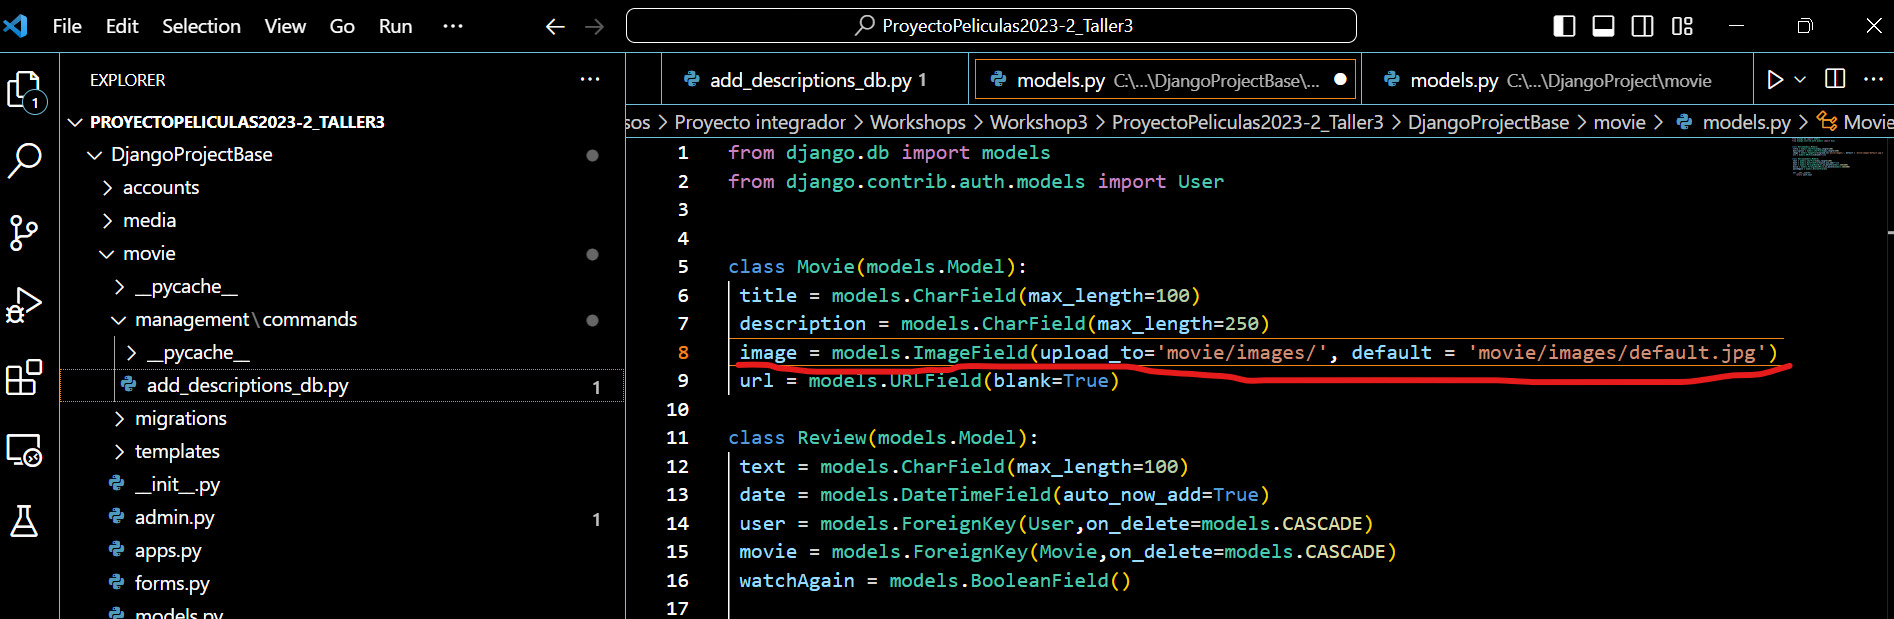 File Edit Selection View Go Run ··· ProyectoPeliculas2023-2_Taller3
EXPLORER ···
1
PROYECTOPELICULAS2023-2_TALLER3
DjangoProjectBase
accounts
media
movie
__pycache__
management\commands
__pycache__
add_descriptions_db.py 1
migrations
templates
__init__.py
admin.py 1
apps.py
forms.py
models.py
add_descriptions_db.py 1 models.py C:\...\DjangoProjectBase\... models.py C:\...\DjangoProject\movie ···
sos > Proyecto integrador > Workshops > Workshop3 > ProyectoPeliculas2023-2_Taller3 > DjangoProjectBase > movie > models.py > Movie
1 from django.db import models
2 from django.contrib.auth.models import User
3
4
5 class Movie(models.Model):
6 title = models.CharField(max_length=100)
7 description = models.CharField(max_length=250)
8 image = models.ImageField(upload_to='movie/images/', default = 'movie/images/default.jpg')
9 url = models.URLField(blank=True)
10
11 class Review(models.Model):
12 text = models.CharField(max_length=100)
13 date = models.DateTimeField(auto_now_add=True)
14 user = models.ForeignKey(User,on_delete=models.CASCADE)
15 movie = models.ForeignKey(Movie,on_delete=models.CASCADE)
16 watchAgain = models.BooleanField()
17